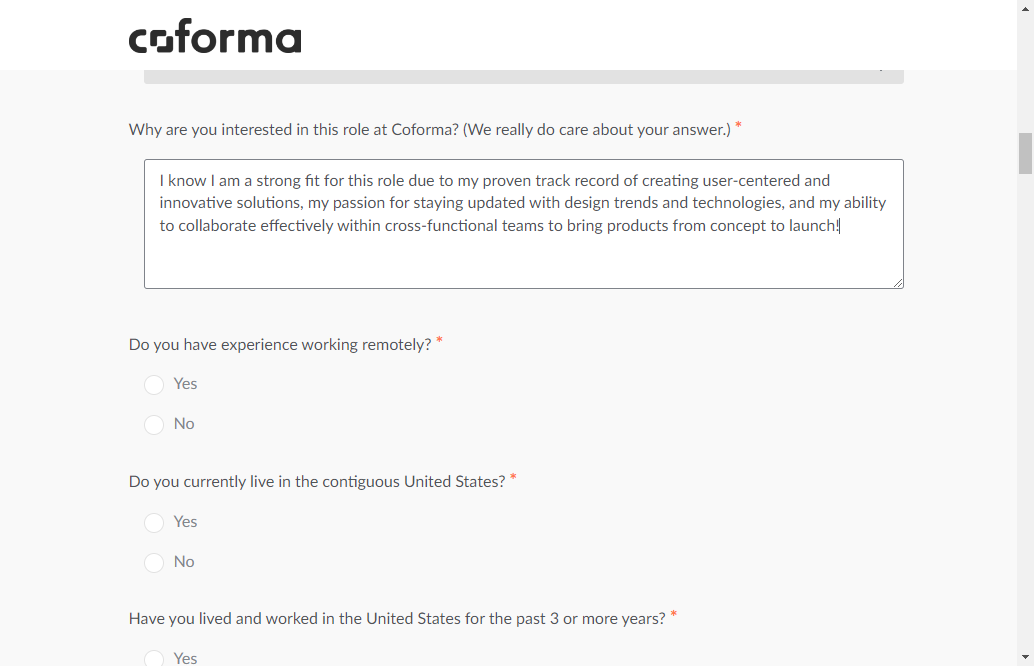 coforma
Why are you interested in this role at Coforma? (We really do care about your answer.) *
I know I am a strong fit for this role due to my proven track record of creating user-centered and
innovative solutions, my passion for staying updated with design trends and technologies, and my ability
to collaborate effectively within cross-functional teams to bring products from concept to launch!
Do you have experience working remotely? *
Yes
No
Do you currently live in the contiguous United States? *
Yes
No
Have you lived and worked in the United States for the past 3 or more years? *
Yes